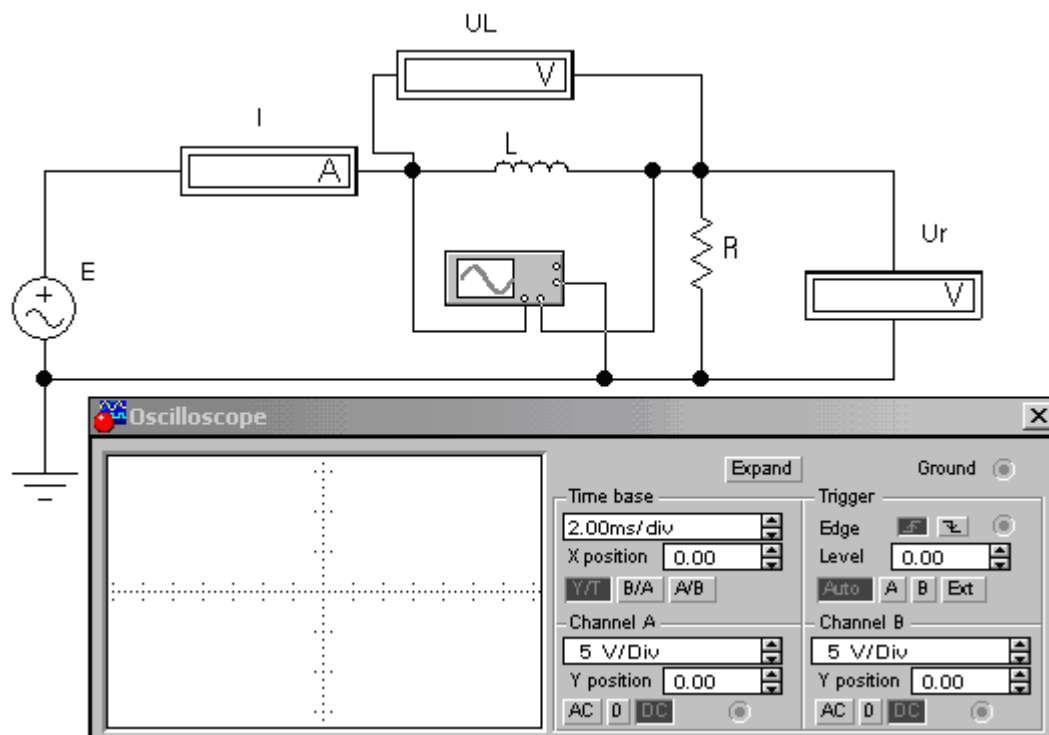 UL
V
I
L
A
R
Ur
E
V
Oscilloscope
Expand
Ground
Time base
Trigger
2.00ms/div
Edge
X position 0.00
Level 0.00
Y/T B/A A/B
Auto A B Ext
Channel A
Channel B
5 V/Div
5 V/Div
Y position 0.00
Y position 0.00
AC 0 DC
AC 0 DC